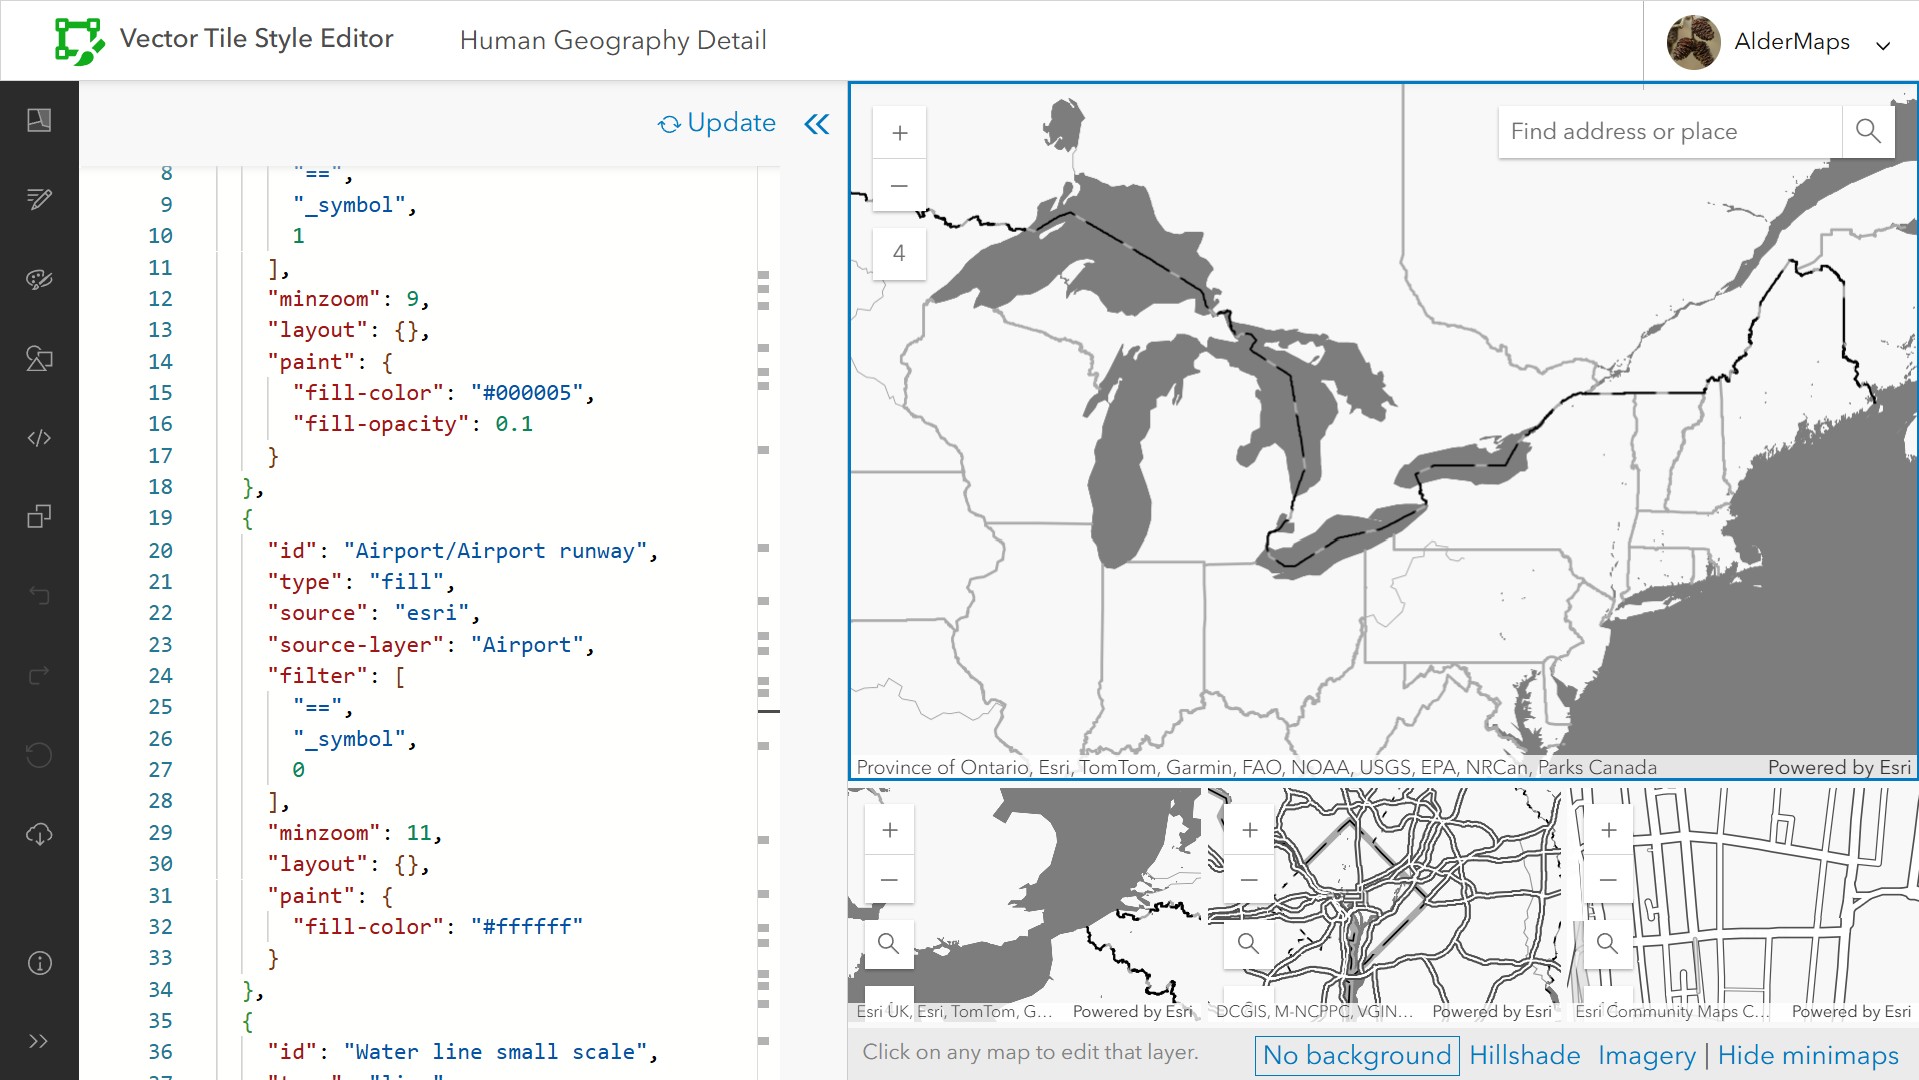 Vector Tile Style Editor
Human Geography Detail
AlderMaps
Update
8 "==",
9 "_symbol",
10 1
11 ],
12 "minzoom": 9,
13 "layout": {},
14 "paint": {
15 "fill-color": "#000005",
16 "fill-opacity": 0.1
17 }
18 },
19 {
20 "id": "Airport/Airport runway",
21 "type": "fill",
22 "source": "esri",
23 "source-layer": "Airport",
24 "filter": [
25 "==",
26 "_symbol",
27 0
28 ],
29 "minzoom": 11,
30 "layout": {},
31 "paint": {
32 "fill-color": "#ffffff"
33 }
34 },
35 {
36 "id": "Water line small scale",
4
Find address or place
Province of Ontario, Esri, TomTom, Garmin, FAO, NOAA, USGS, EPA, NRCan, Parks Canada
Powered by Esri
Esri UK, Esri, TomTom, G...
Powered by Esri
DCGIS, M-NCPPC, VGIN...
Powered by Esri
Esri Community Maps C...
Powered by Esri
Click on any map to edit that layer.
No background
Hillshade
Imagery | Hide minimaps